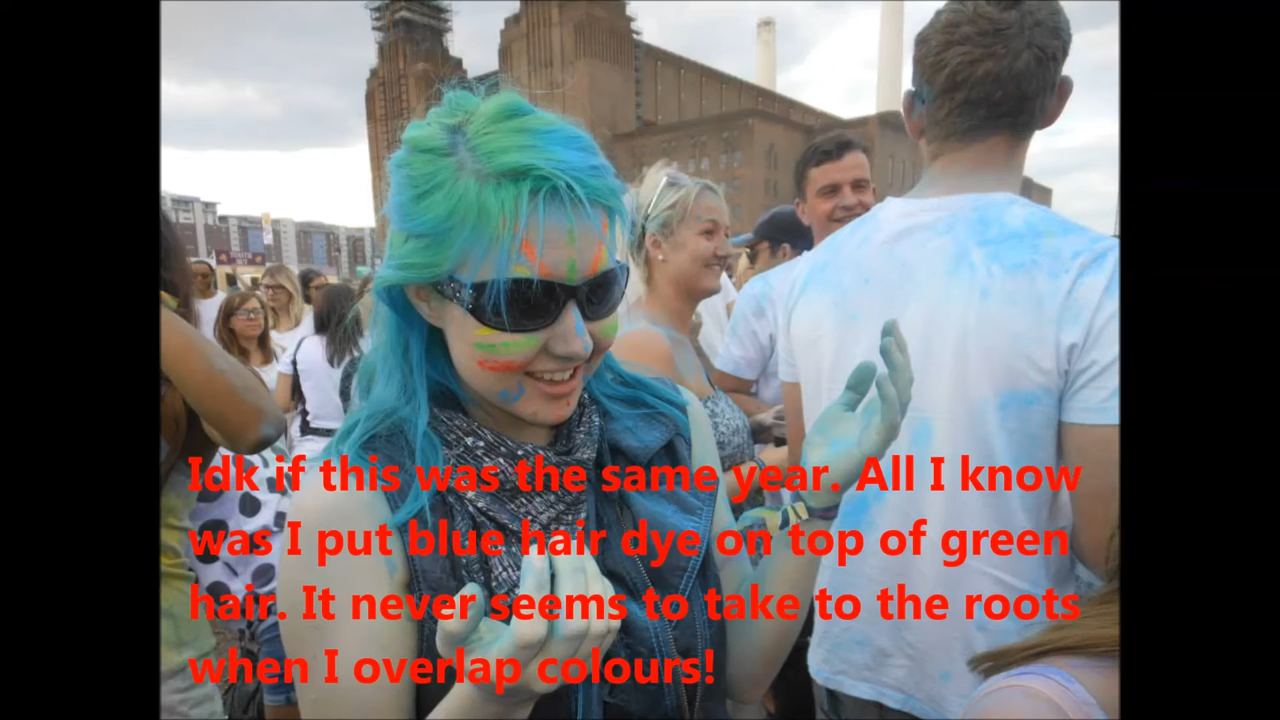 Idk if this was the same year. All I know
was I put blue hair dye on top of green
hair. It never seems to take to the roots
when I overlap colours!